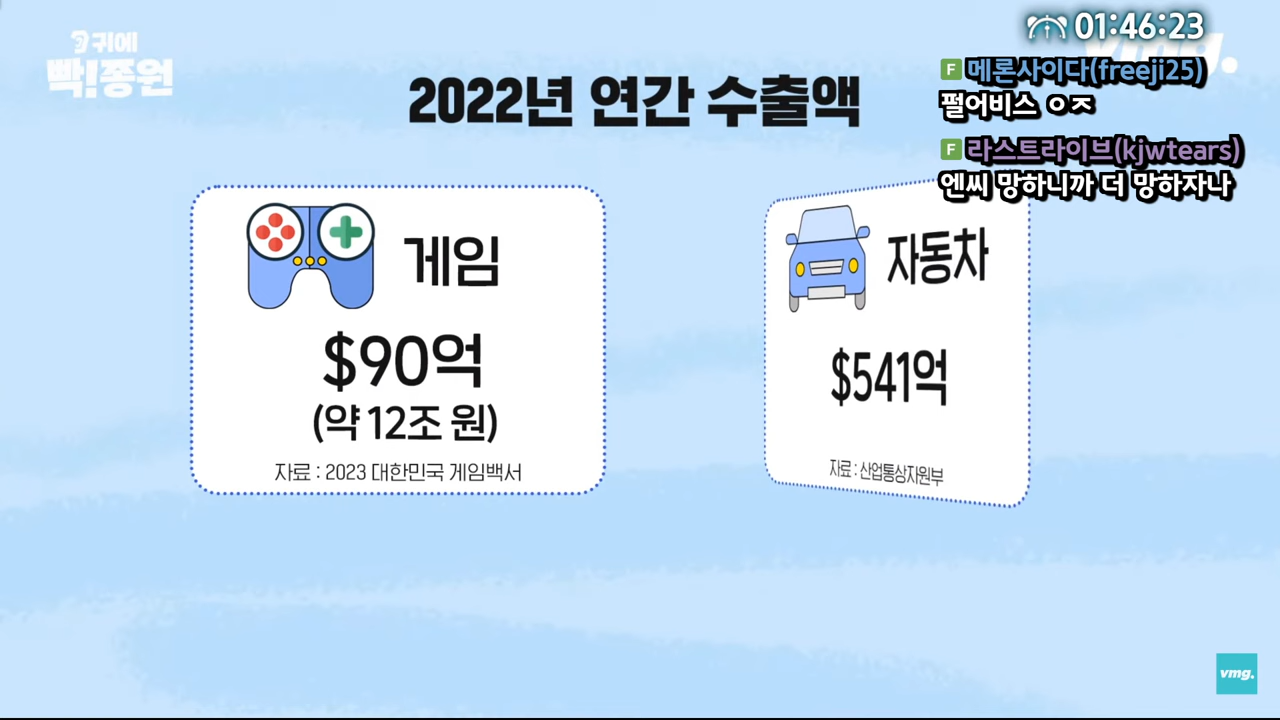 귀에
빡!종원
01:46:23
vmg.
F 메론사이다(freeji25)
펄어비스 ㅇㅈ
F 라스트라이브(kjwtears)
엔씨 망하니까 더 망하자나
2022년 연간 수출액
게임
$90억
(약 12조 원)
자료 : 2023 대한민국 게임백서
자동차
$541억
자료 : 산업통상자원부
vmg.